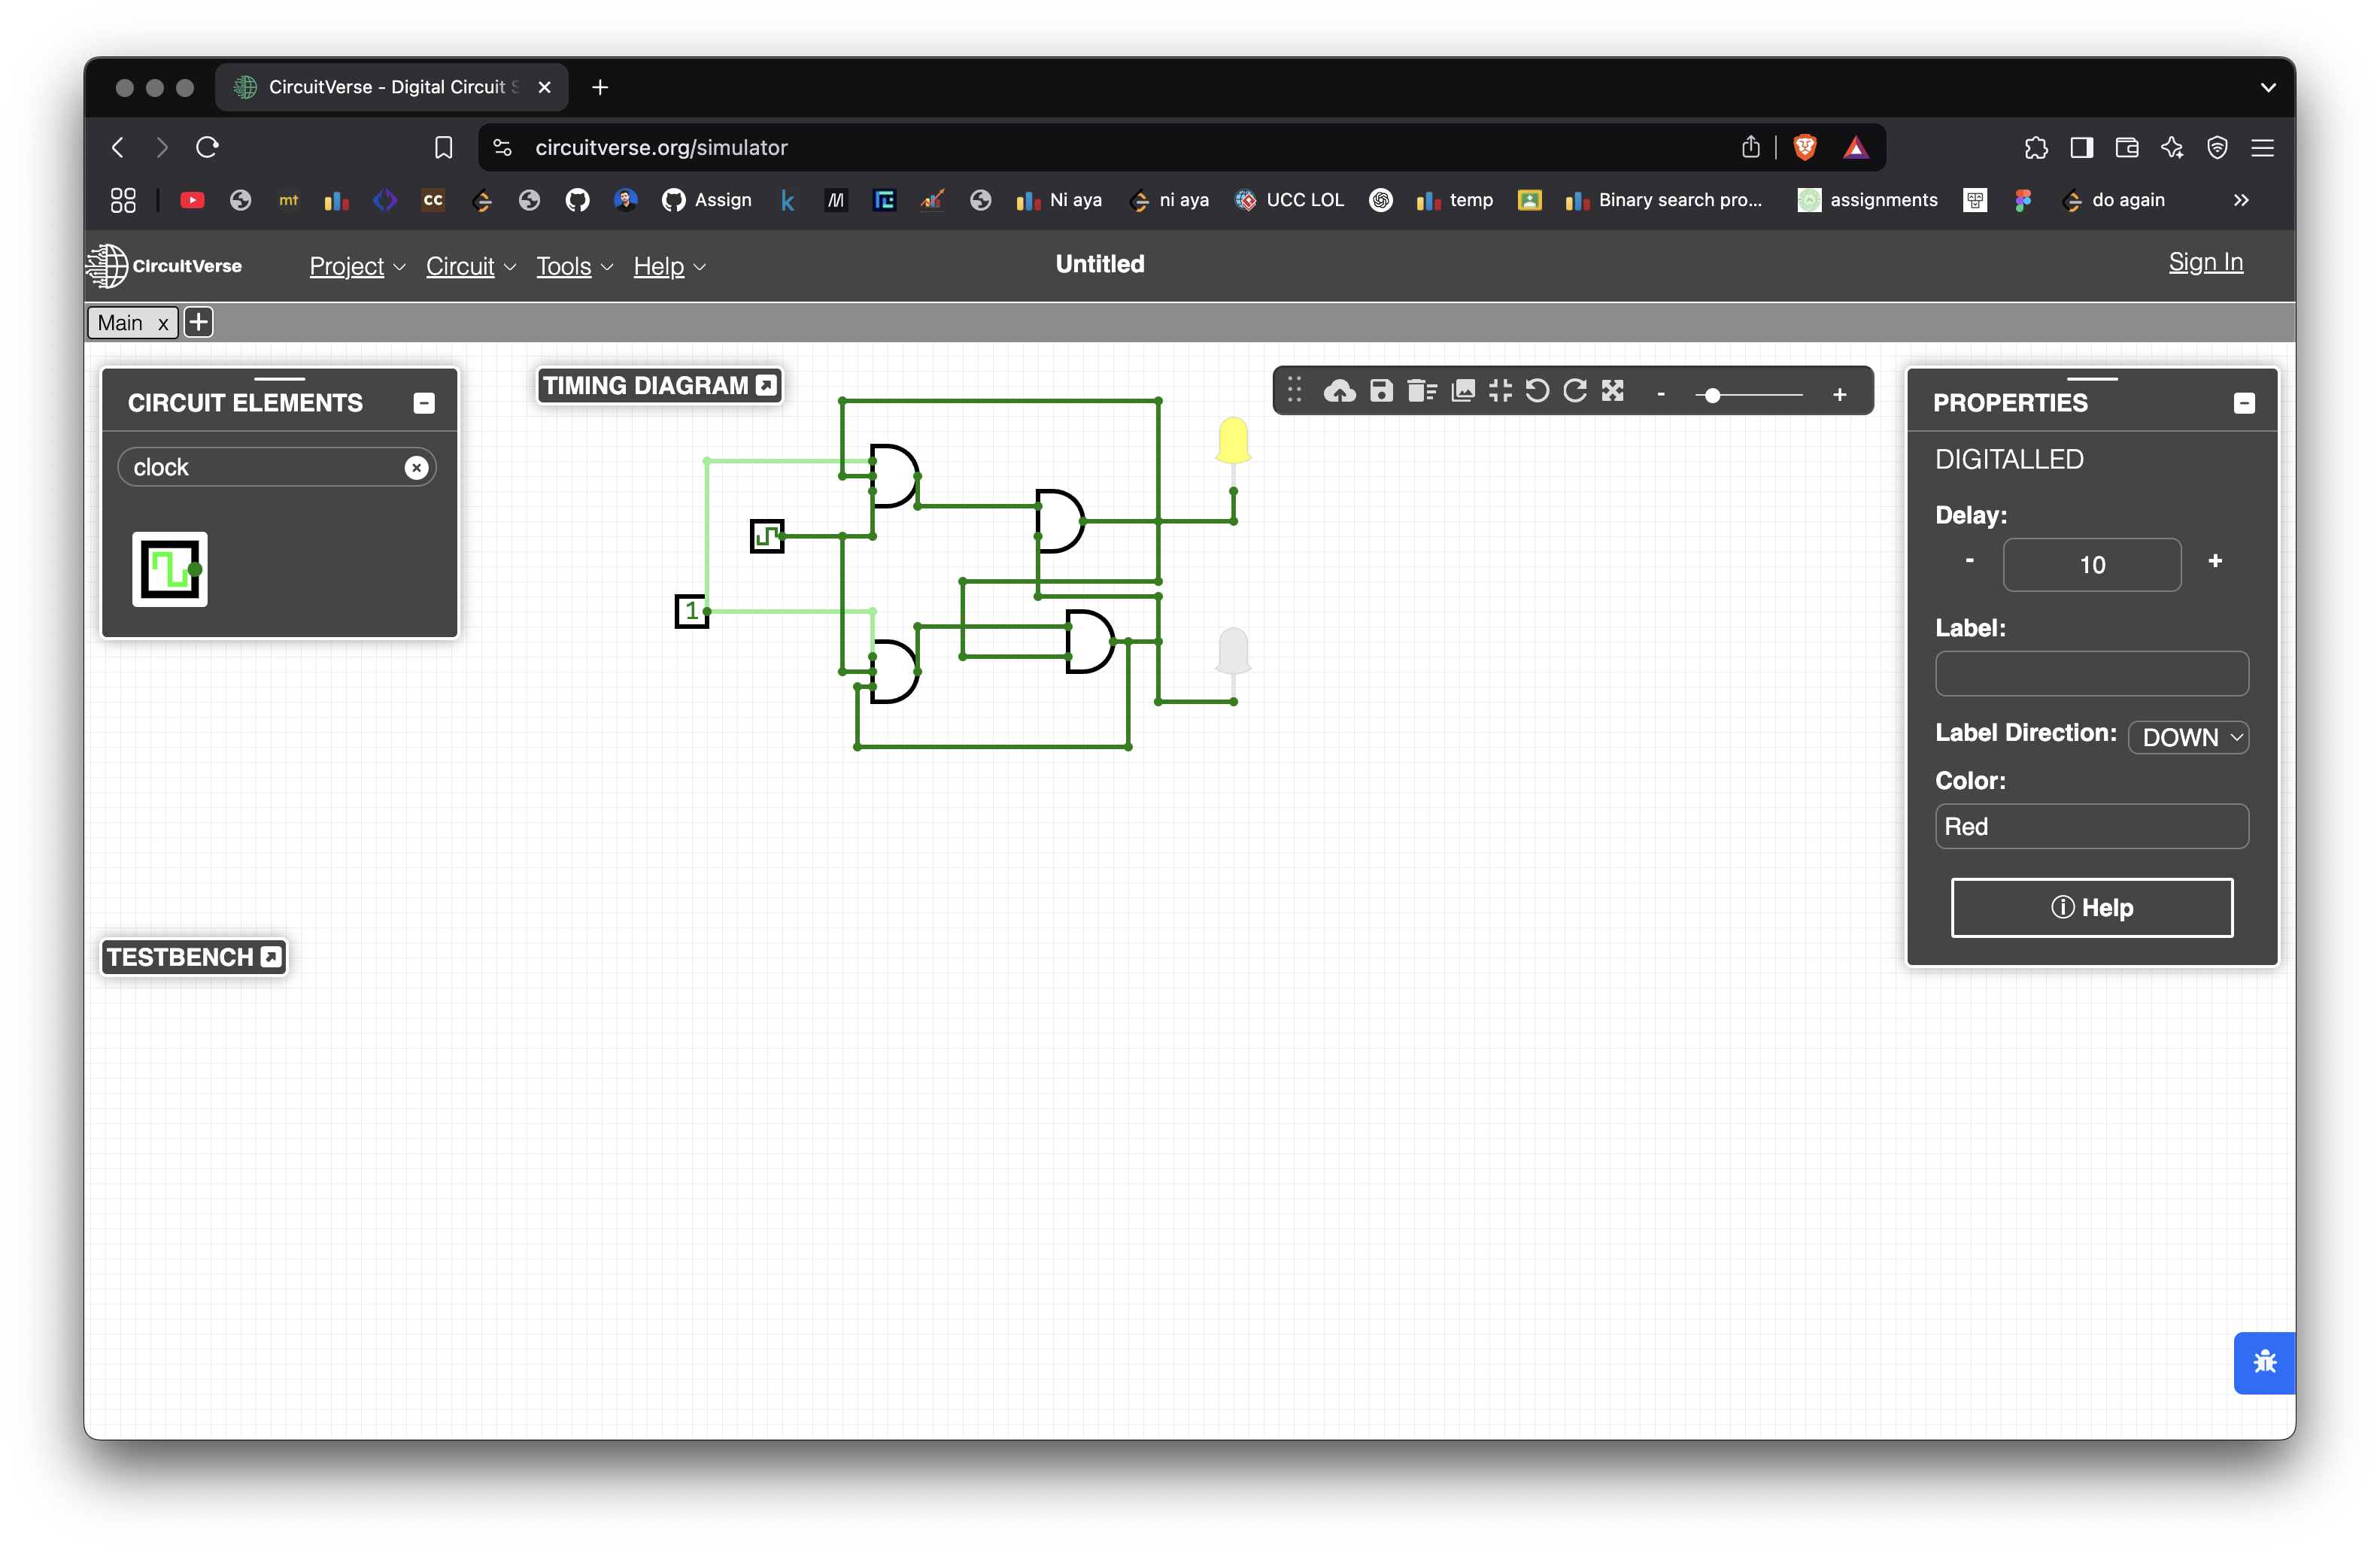 CircuitVerse - Digital Circuit S
circuitverse.org/simulator
mt
CC
Assign
k
M
Ni aya
ni aya
UCC LOL
temp
Binary search pro...
assignments
do again
CircuitVerse
Project
Circuit
Tools
Help
Untitled
Sign In
Main x
CIRCUIT ELEMENTS
clock
TIMING DIAGRAM
- +
1
TESTBENCH
PROPERTIES
DIGITALLED
Delay:
- 10 +
Label:
Label Direction: DOWN
Color:
Red
Help